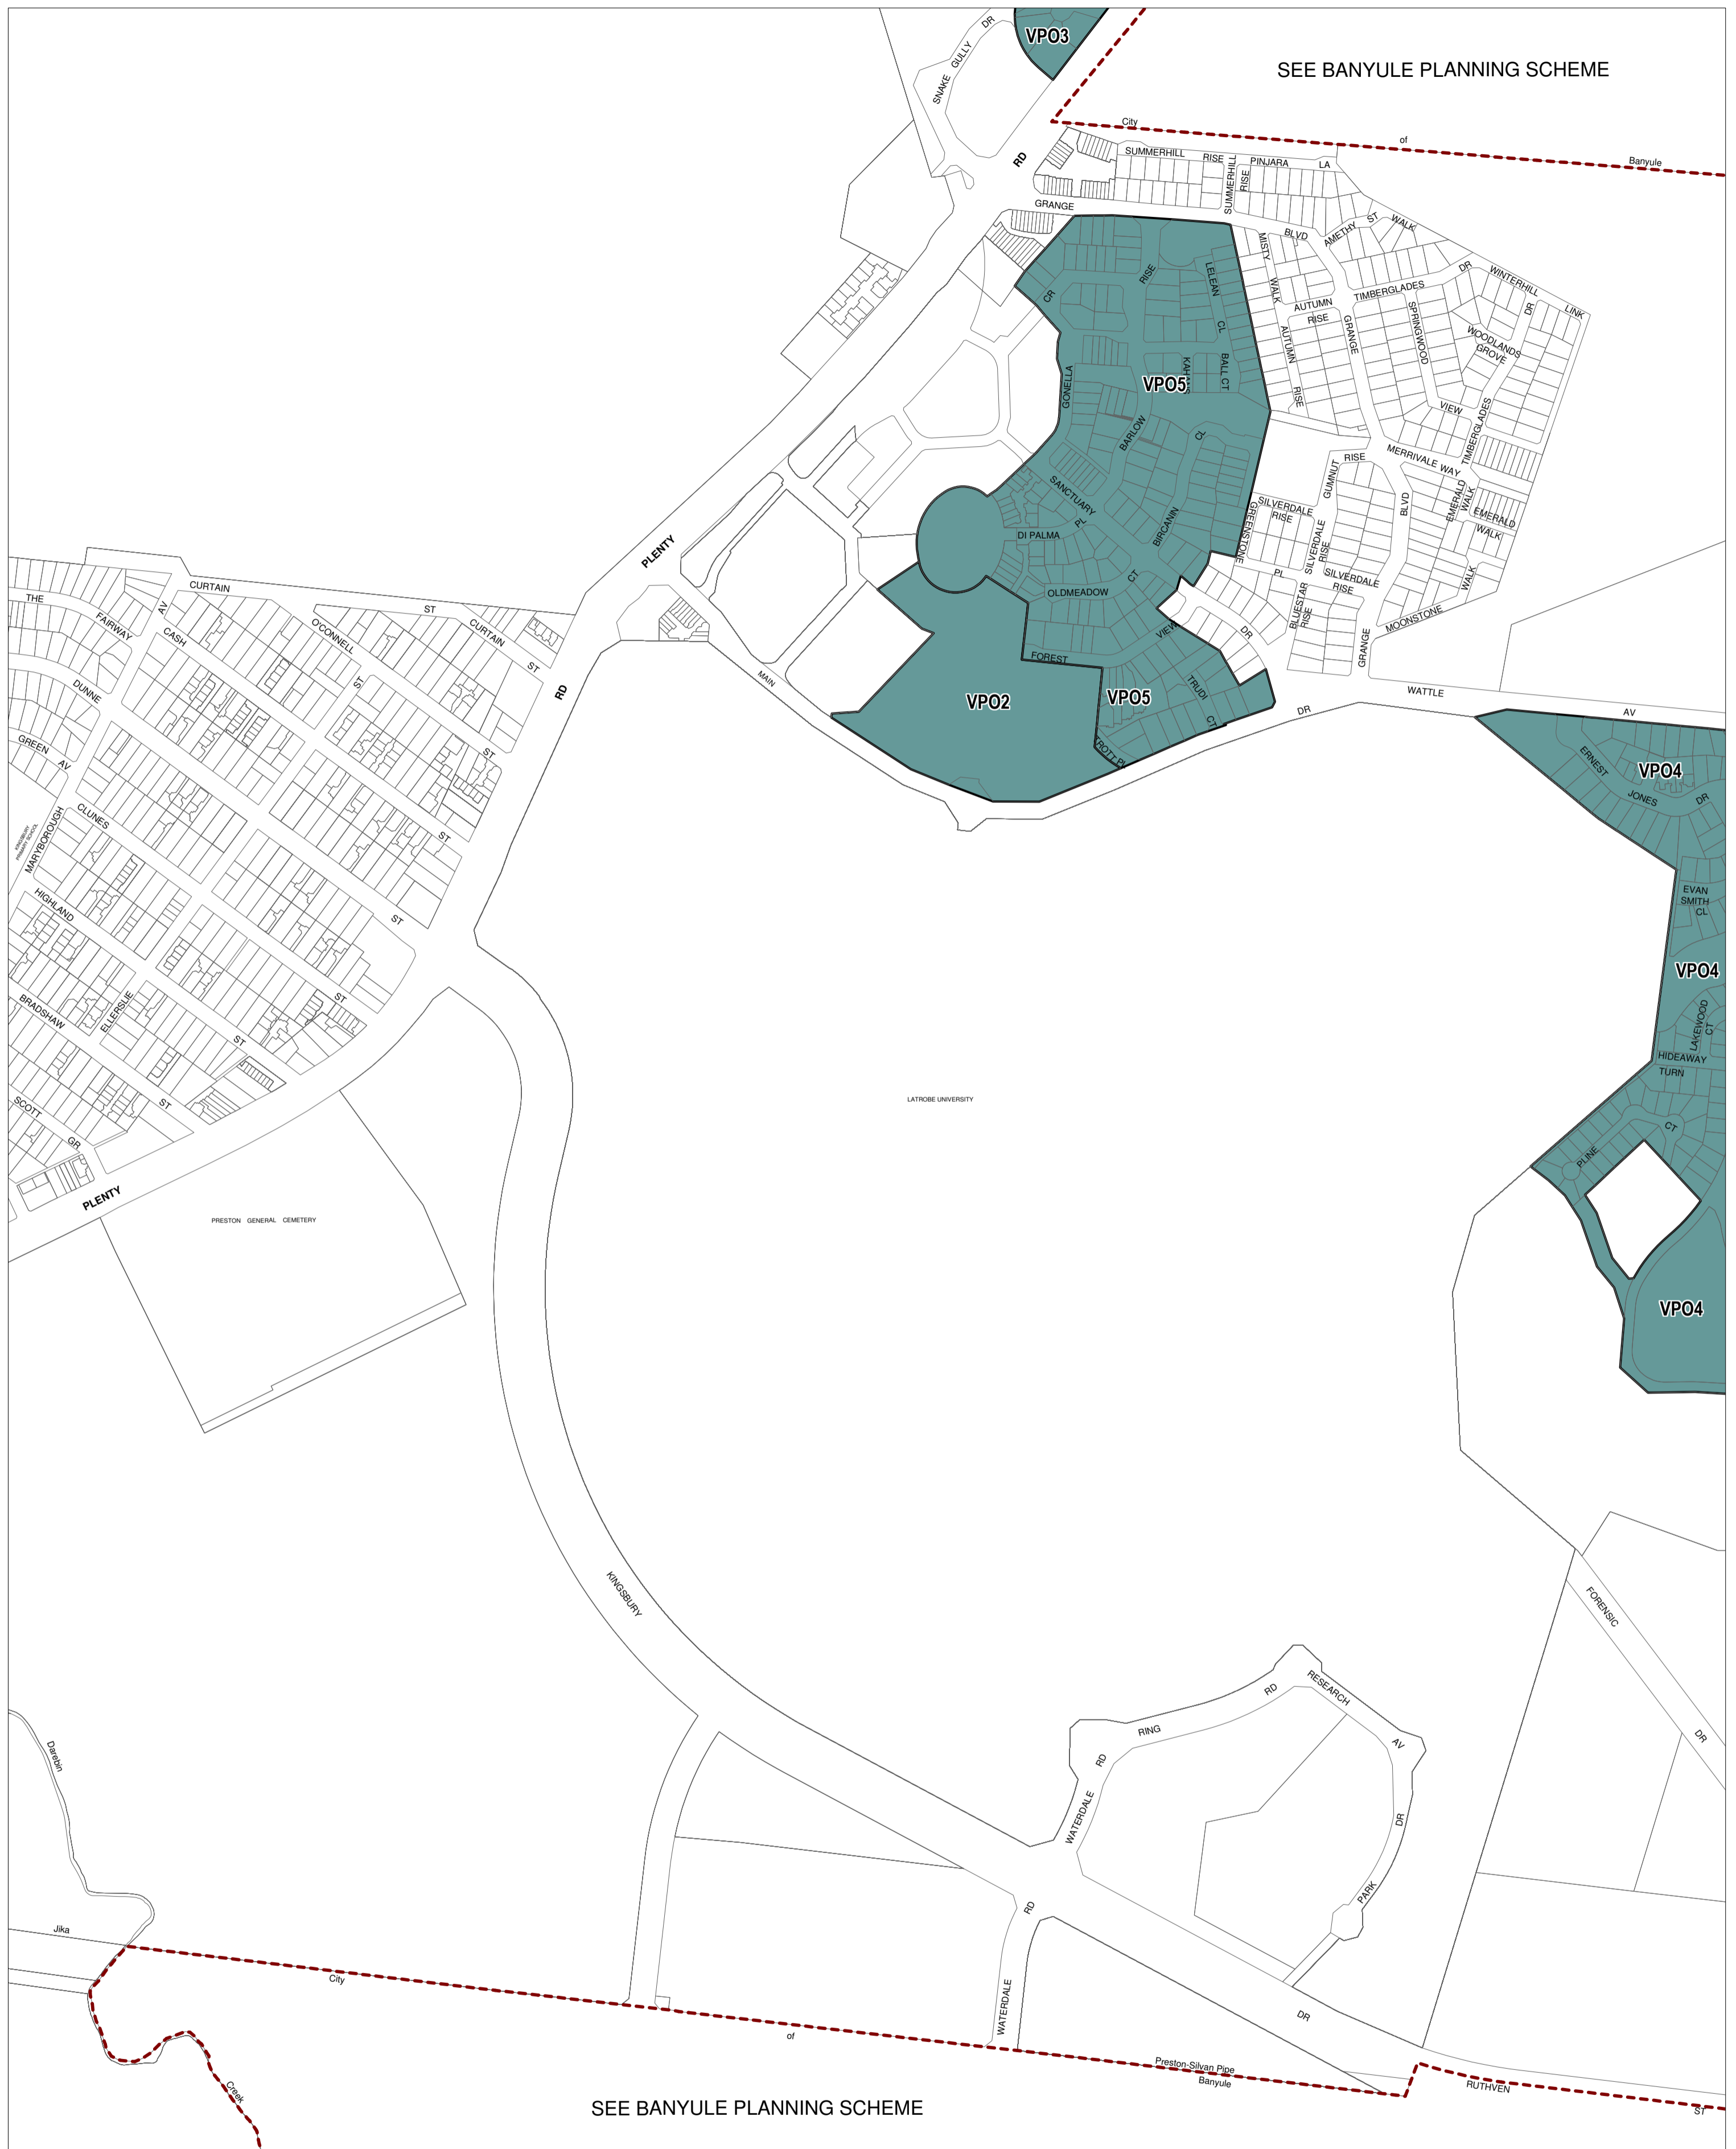 VPO3
SNAKE GULLY DR
SEE BANYULE PLANNING SCHEME
City
of
Banyule
RD
SUMMERHILL RISE
SUMMERHILL
RISE
PINJARA LA
GRANGE
BLVD
MISTY
WALK
AMETHY ST WALK
LELEAN
CL
RISE
CR
AUTUMN
RISE
AUTUMN
RISE
TIMBERGLADES
DR
WINTERHILL
LINK
DR
GRANGE
SPRINGWOOD
WOODLANDS
GROVE
VIEW
TIMBERGLADES
GONELLA
VPO5
BALL CT
BARLOW
CL
SANCTUARY
PL
BIRCANIN
DI PALMA
OLDMEADOW
CT
MERRIVALE WAY
RISE
GUMNUT
BLVD
EMERALD
WALK
EMERALD
WALK
WALK
SILVERDALE
RISE
GREENSTONE
PL
SILVERDALE
RISE
SILVERDALE
RISE
BLUESTAR
RISE
MOONSTONE
GRANGE
VIEW
DR
FOREST
VPO2
VPO5
TRUDI
CT
TROTT PL
DR
WATTLE
AV
PLENTY
RD
MAIN
THE
FAIRWAY
CURTAIN
ST
AV
CASH
O'CONNELL
ST
CURTAIN
ST
DUNNE
ST
GREEN
AV
CLUNES
ST
KINGSBURY
PRIMARY SCHOOL
MARYBOROUGH
HIGHLAND
ST
ST
BRADSHAW
ELLERSLIE
ST
ST
SCOTT
GR
PLENTY
ERNEST
JONES
DR
VPO4
EVAN
SMITH
CL
VPO4
LAKEWOOD
CT
HIDEAWAY
TURN
CT
PLINE
VPO4
LATROBE UNIVERSITY
PRESTON GENERAL CEMETERY
KINGSBURY
FORENSIC
DR
RESEARCH
AV
RD
RING
RD
WATERDALE
DR
PARK
RD
WATERDALE
DR
Darebin
Jika
City
of
Preston-Silvan Pipe
Banyule
RUTHVEN
ST
Creek
SEE BANYULE PLANNING SCHEME